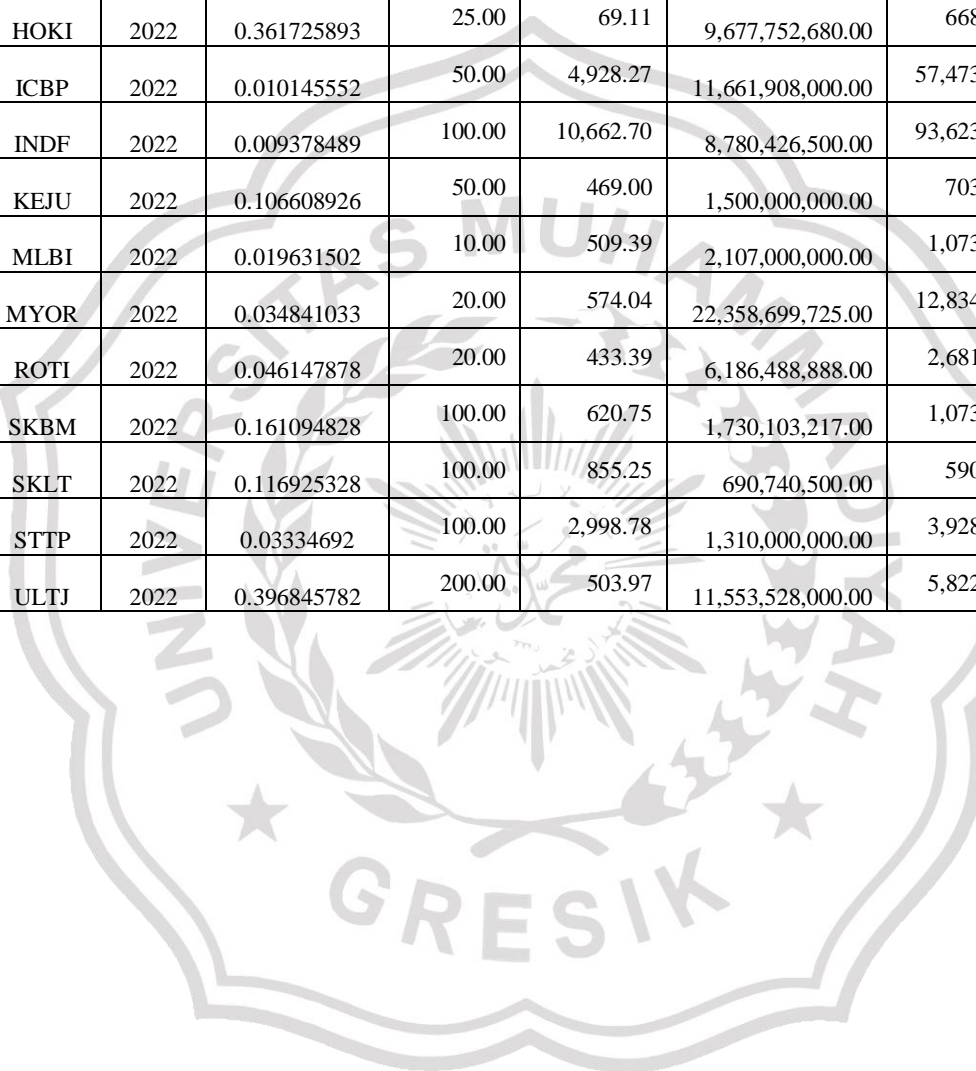 HOKI 2022 0.361725893 25.00 69.11 9,677,752,680.00 668
ICBP 2022 0.010145552 50.00 4,928.27 11,661,908,000.00 57,473
INDF 2022 0.009378489 100.00 10,662.70 8,780,426,500.00 93,623
KEJU 2022 0.106608926 50.00 469.00 1,500,000,000.00 703
MLBI 2022 0.019631502 10.00 509.39 2,107,000,000.00 1,073
MYOR 2022 0.034841033 20.00 574.04 22,358,699,725.00 12,834
ROTI 2022 0.046147878 20.00 433.39 6,186,488,888.00 2,681
SKBM 2022 0.161094828 100.00 620.75 1,730,103,217.00 1,073
SKLT 2022 0.116925328 100.00 855.25 690,740,500.00 590
STTP 2022 0.03334692 100.00 2,998.78 1,310,000,000.00 3,928
ULTJ 2022 0.396845782 200.00 503.97 11,553,528,000.00 5,822
UNIVERSITAS MUHAMMADIYAH
GRESIK